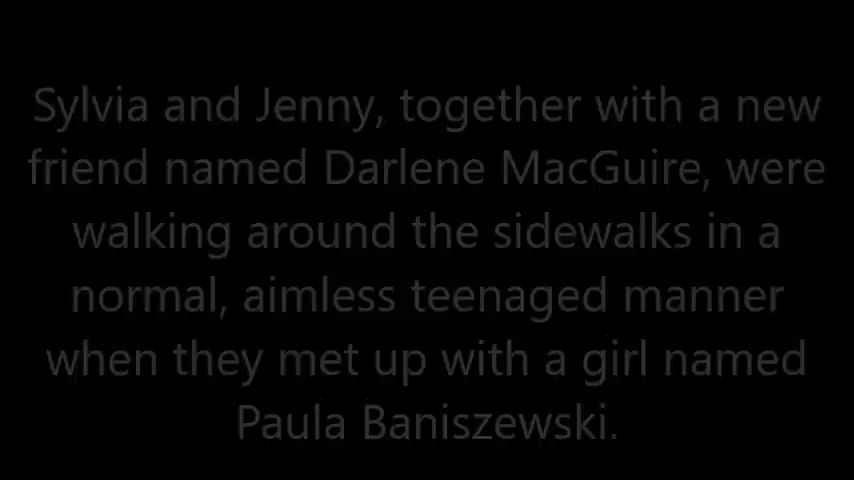 Sylvia and Jenny, together with a new
friend named Darlene MacGuire, were
walking around the sidewalks in a
normal, aimless teenaged manner
when they met up with a girl named
Paula Baniszewski.